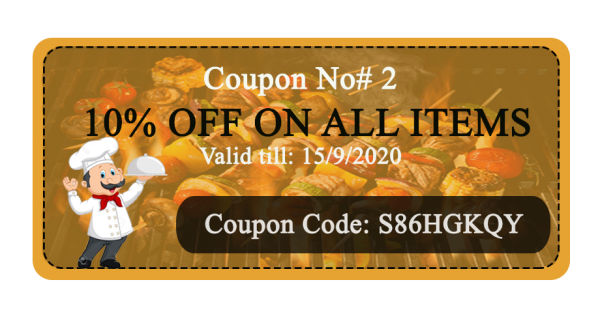 Coupon No# 2
10% OFF ON ALL ITEMS
Valid till: 15/9/2020
Coupon Code: S86HGKQY